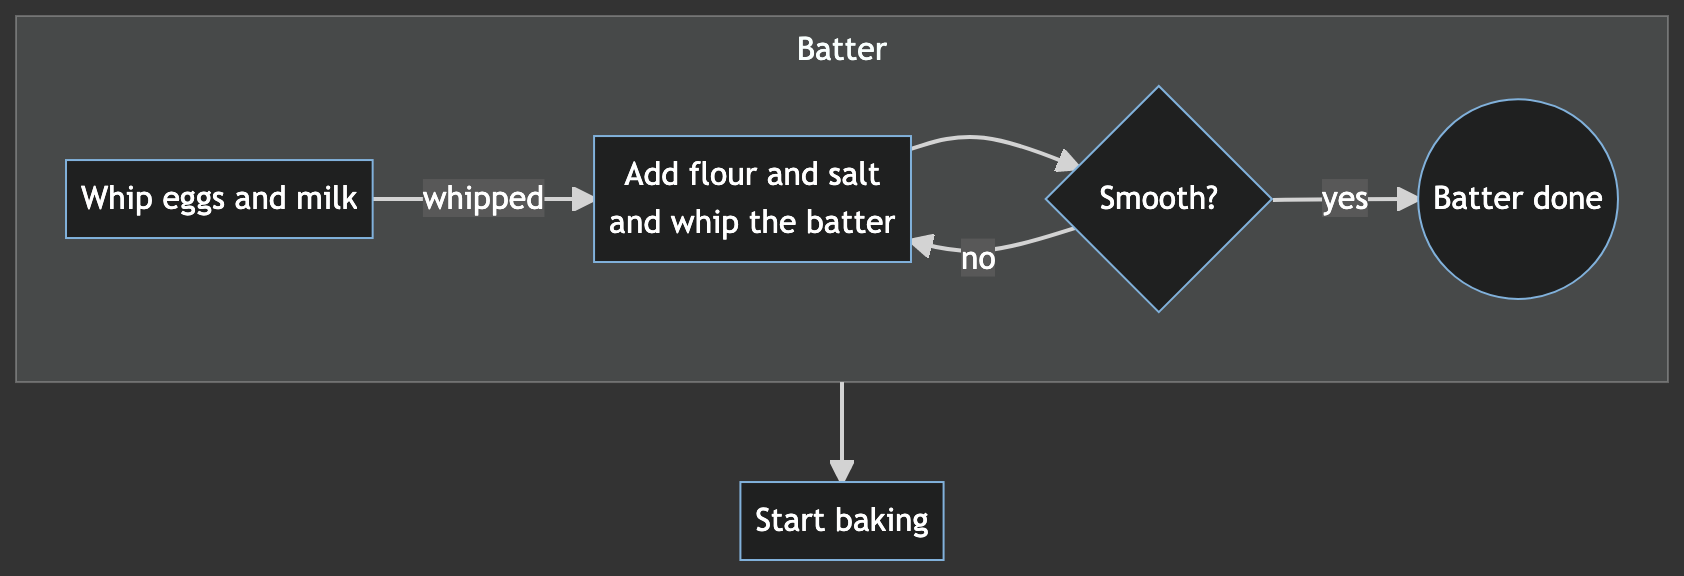 Batter
Whip eggs and milk
whipped
Add flour and salt
and whip the batter
no
Smooth?
yes
Batter done
Start baking